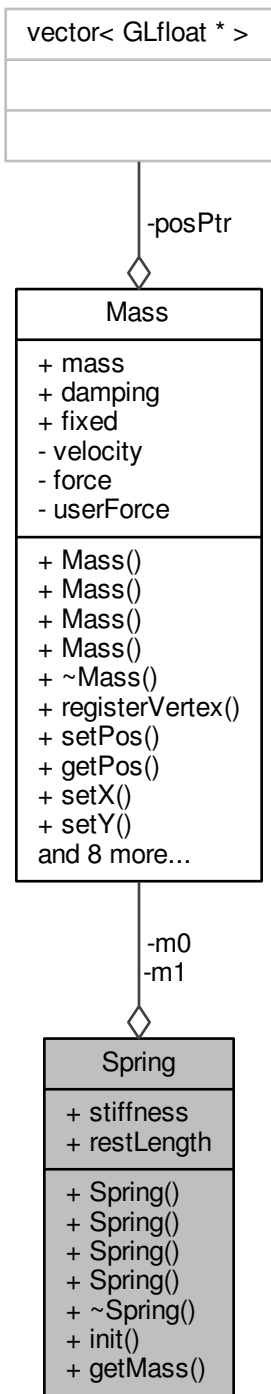 vector< GLfloat * >
-posPtr
Mass
+ mass
+ damping
+ fixed
- velocity
- force
- userForce
+ Mass()
+ Mass()
+ Mass()
+ Mass()
+ ~Mass()
+ registerVertex()
+ setPos()
+ getPos()
+ setX()
+ setY()
and 8 more...
-m0
-m1
Spring
+ stiffness
+ restLength
+ Spring()
+ Spring()
+ Spring()
+ Spring()
+ ~Spring()
+ init()
+ getMass()